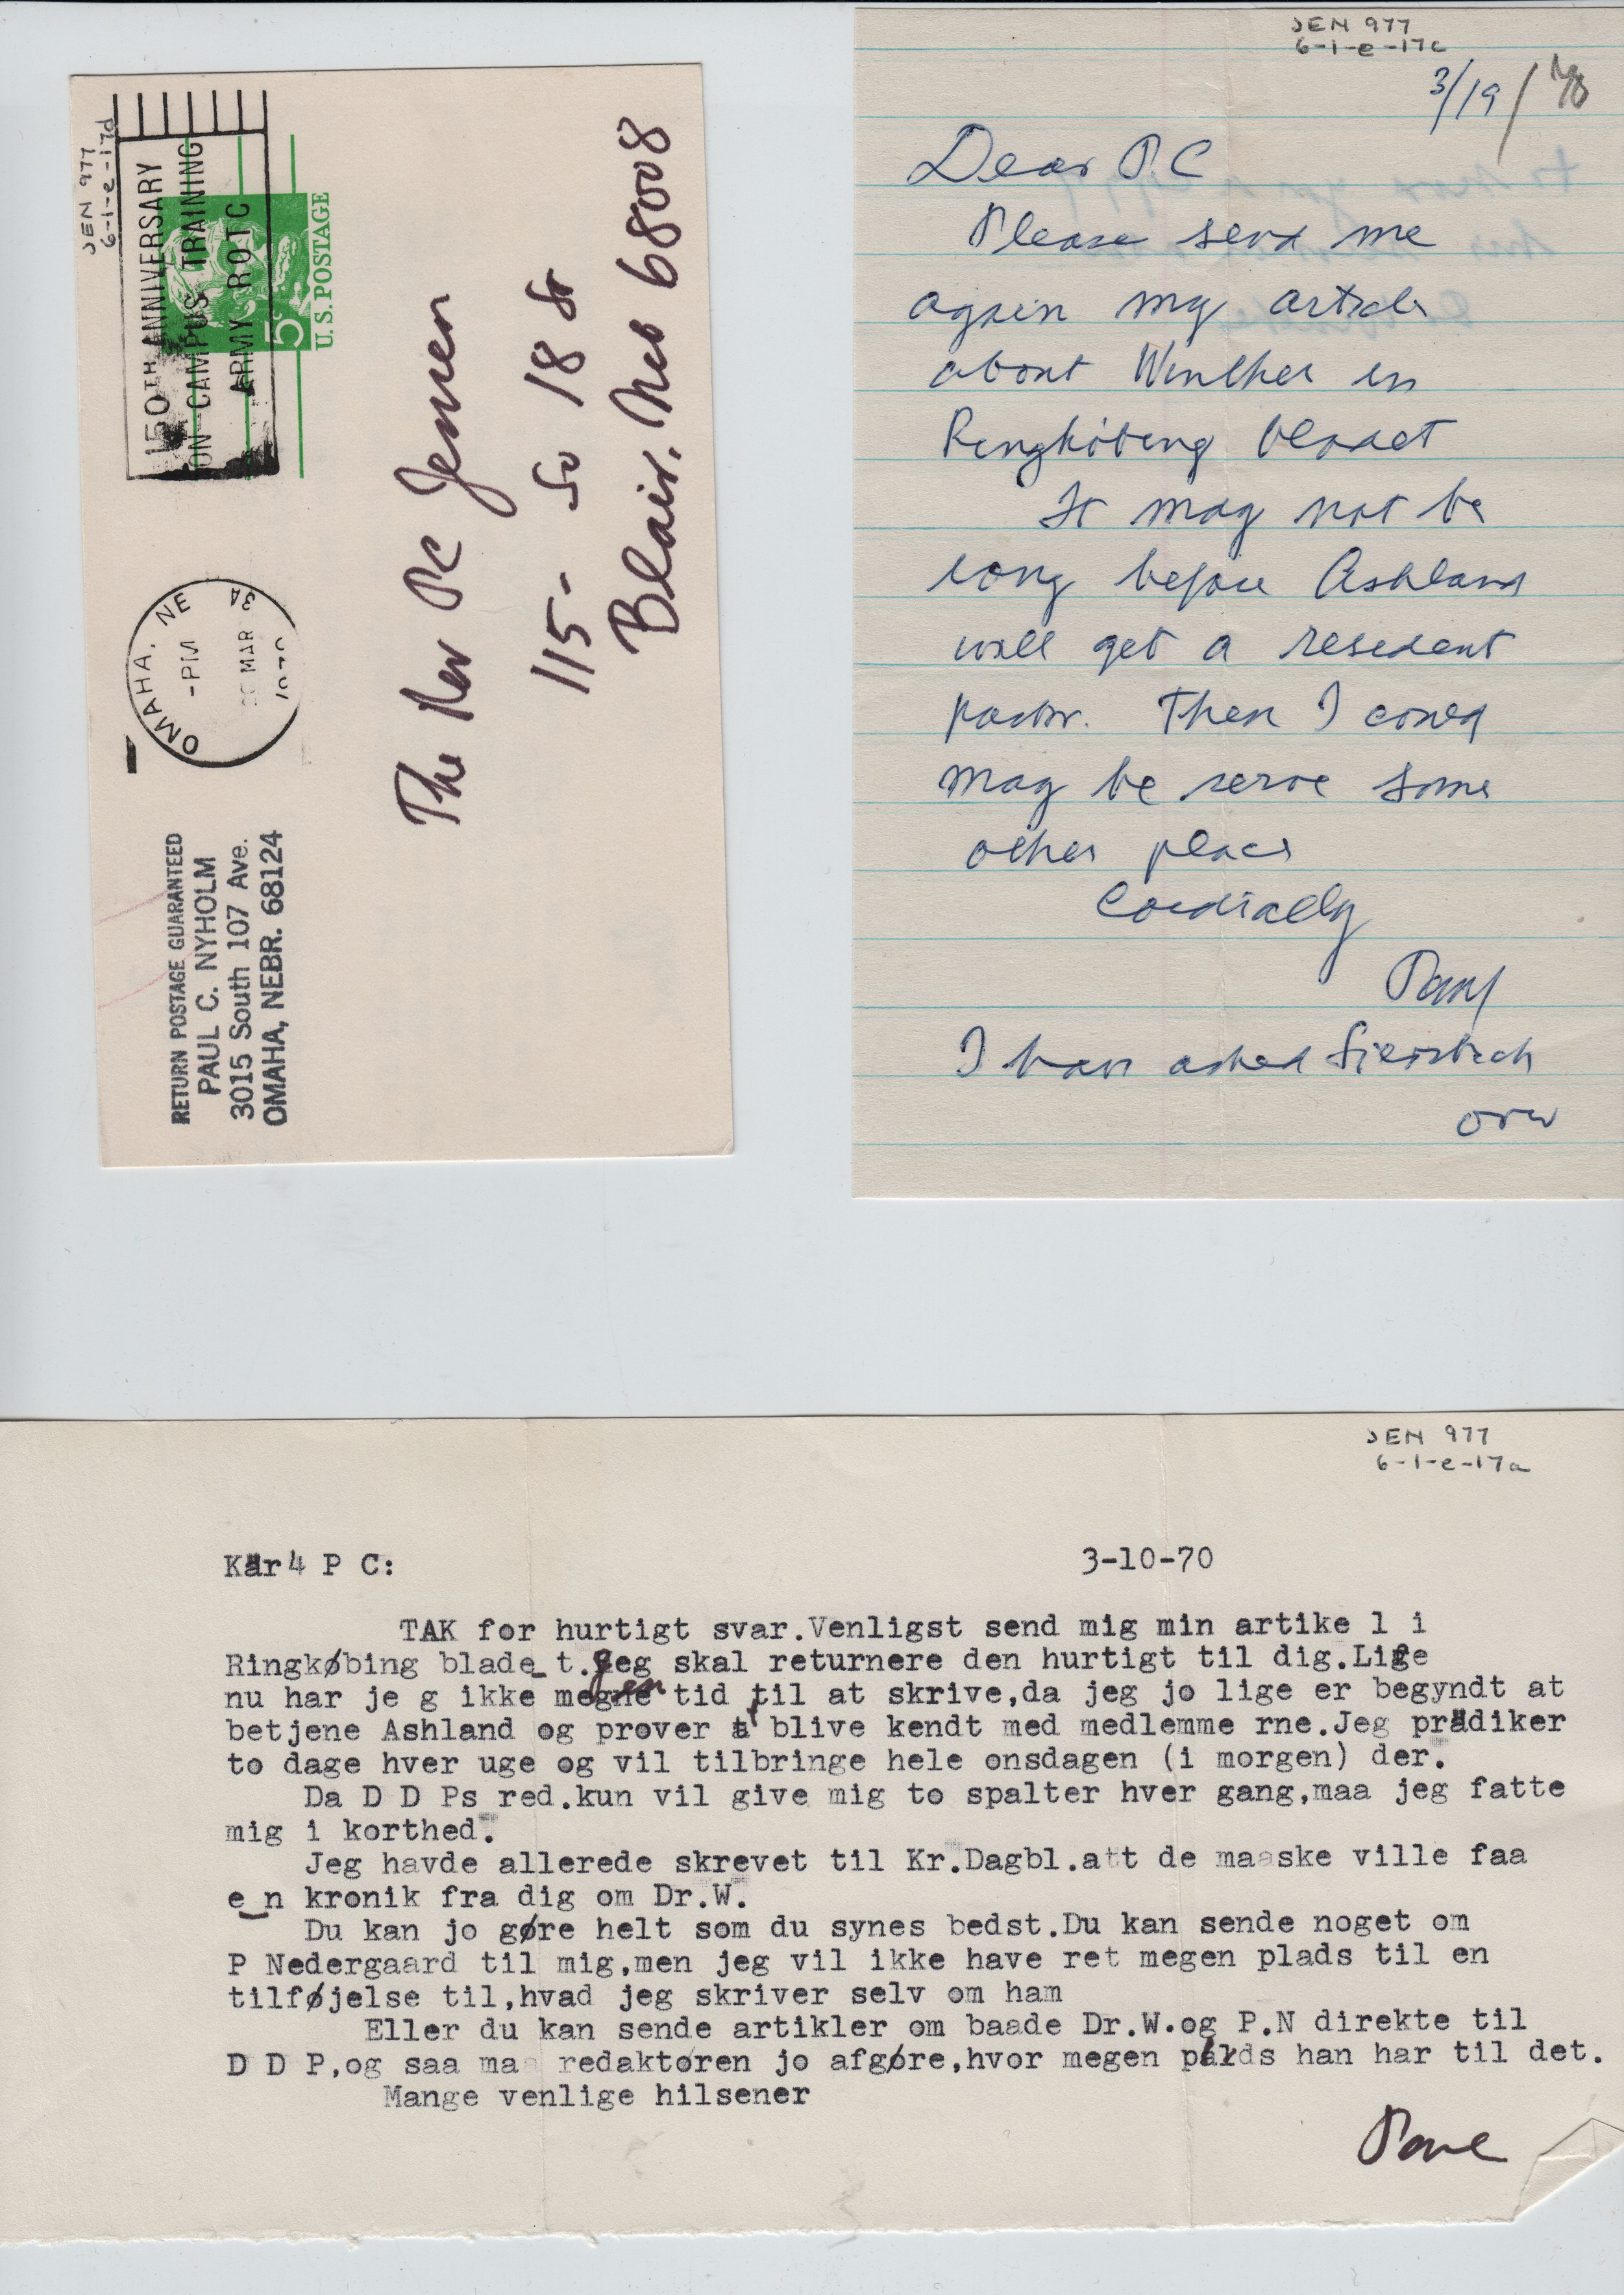 JEN 977
6-1-e-17d
150TH ANNIVERSARY
ON-CAMPUS TRAINING
ARMY ROTC
5¢
U.S. POSTAGE
OMAHA, NE
-PM
MAR
1970
RETURN POSTAGE GUARANTEED
PAUL C. NYHOLM
3015 South 107 Ave.
OMAHA, NEBR. 68124
The Rev PC Jensen
115- So 18 St
Blair. Neb 68008
JEN 977
6-1-e-17c
3/19/70
Dear P.C
Please send me
again my article
about Winther in
Ringköbing bladet
It may not be
long before Ashland
will get a resident
pastor. Then I could
may be serve some
other place
Cordially
Paul
I have asked
over
JEN 977
6-1-e-17a
Kär4 P C: 3-10-70
TAK for hurtigt svar.Venligst send mig min artike l i
Ringkøbing blade_t.Jeg skal returnere den hurtigt til dig.Lige
nu har je g ikke megen tid til at skrive,da jeg jo lige er begyndt at
betjene Ashland og prøver at blive kendt med medlemme rne.Jeg prädiker
to dage hver uge og vil tilbringe hele onsdagen (i morgen) der.
Da D D Ps red.kun vil give mig to spalter hver gang,maa jeg fatte
mig i korthed.
Jeg havde allerede skrevet til Kr.Dagbl.att de maaske ville faa
e_n kronik fra dig om Dr.W.
Du kan jo gøre helt som du synes bedst.Du kan sende noget om
P Nedergaard til mig,men jeg vil ikke have ret megen plads til en
tilføjelse til,hvad jeg skriver selv om ham
Eller du kan sende artikler om baade Dr.W.og P.N direkte til
D D P,og saa maa redaktøren jo afgøre,hvor megen plads han har til det.
Mange venlige hilsener
Paul